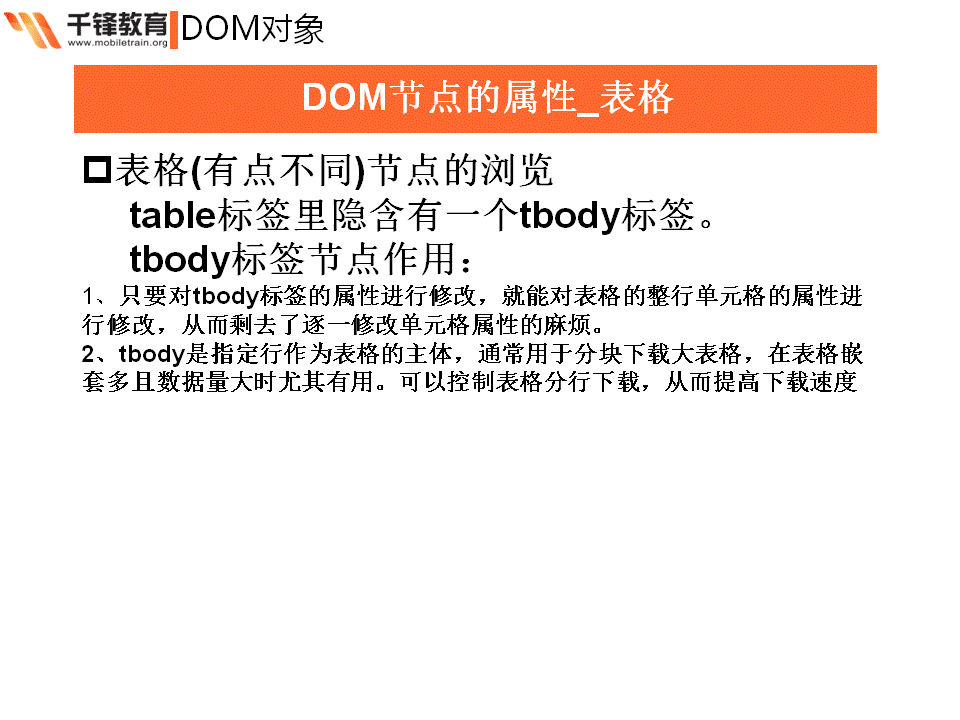 千锋教育
www.mobiletrain.org
DOM对象
DOM节点的属性_表格
表格(有点不同)节点的浏览
table标签里隐含有一个tbody标签。
tbody标签节点作用：
1、只要对tbody标签的属性进行修改，就能对表格的整行单元格的属性进
行修改，从而剩去了逐一修改单元格属性的麻烦。
2、tbody是指定行作为表格的主体，通常用于分块下载大表格，在表格嵌
套多且数据量大时尤其有用。可以控制表格分行下载，从而提高下载速度